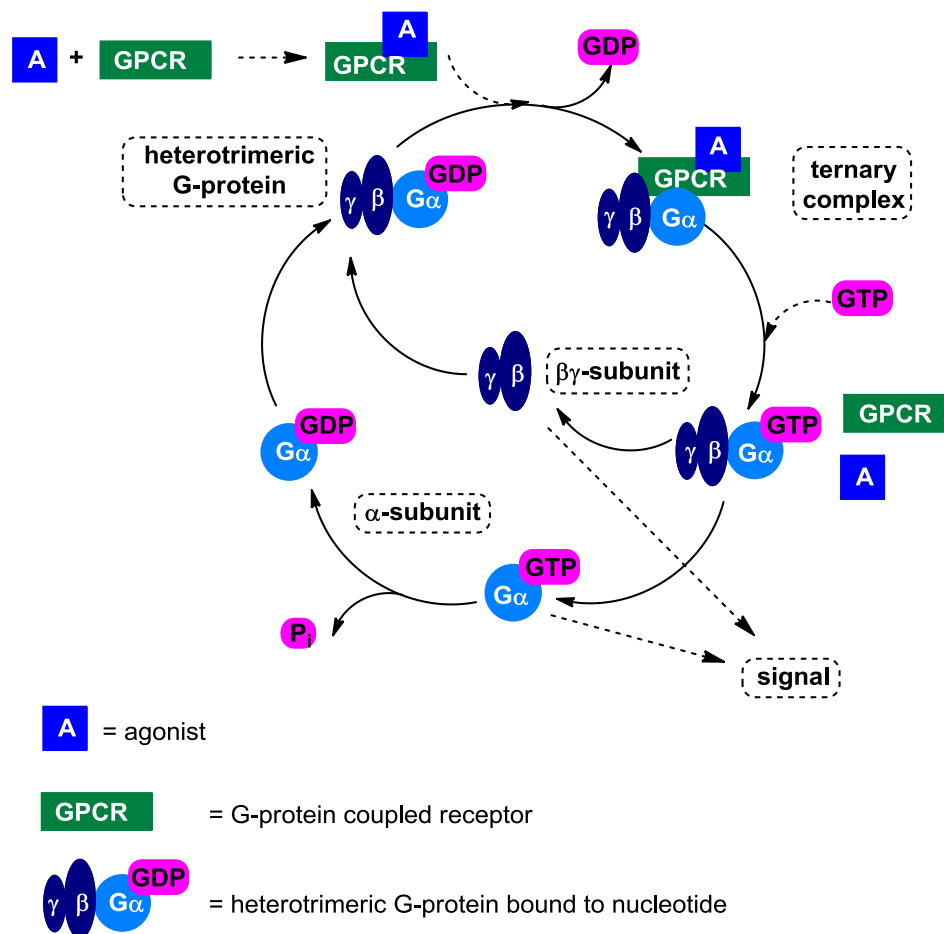 A + GPCR
A
GPCR
GDP
heterotrimeric
G-protein
γ β Gα GDP
A
GPCR
γ β Gα
ternary
complex
GTP
γ β
βγ-subunit
γ β Gα GTP
GPCR
A
Gα GDP
α-subunit
Gα GTP
Pi
signal
A = agonist
GPCR = G-protein coupled receptor
γ β Gα GDP = heterotrimeric G-protein bound to nucleotide